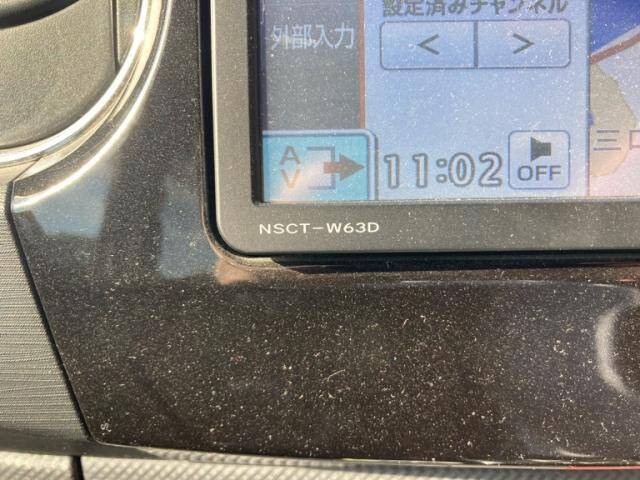 設定済みチャンネル
外部入力
< >
三
AV 11:02 OFF
NSCT-W63D